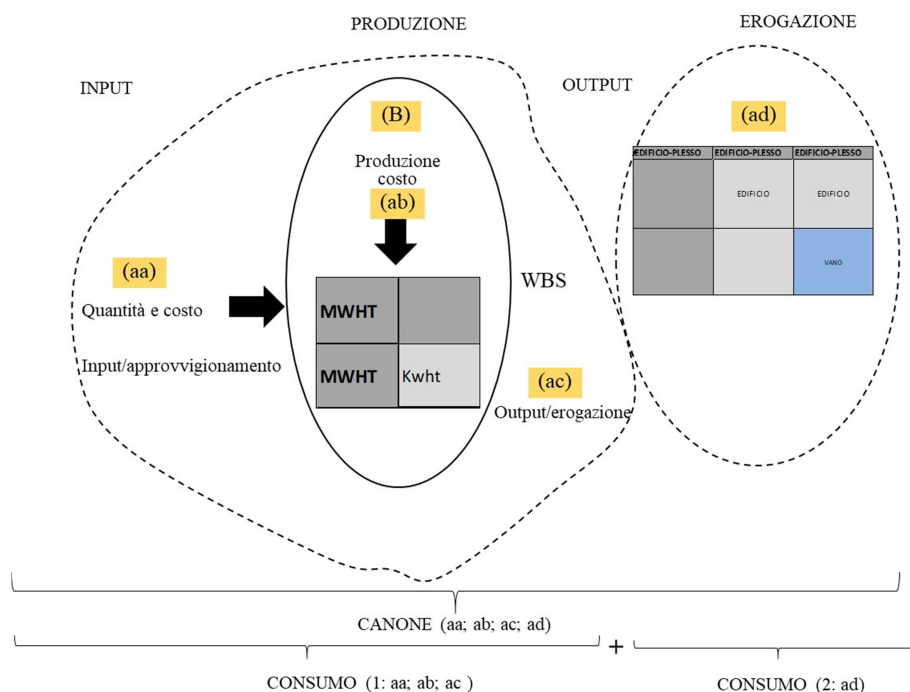 PRODUZIONE
EROGAZIONE
INPUT
OUTPUT
(B)
(ad)
Produzione
costo
(ab)
EDIFICIO-PLESSO EDIFICIO-PLESSO EDIFICIO-PLESSO
EDIFICIO EDIFICIO
VANO
(aa)
WBS
Quantità e costo
MWHT
Input/approvvigionamento
MWHT Kwht
(ac)
Output/erogazione
CANONE (aa; ab; ac; ad)
+
CONSUMO (1: aa; ab; ac )
CONSUMO (2: ad)